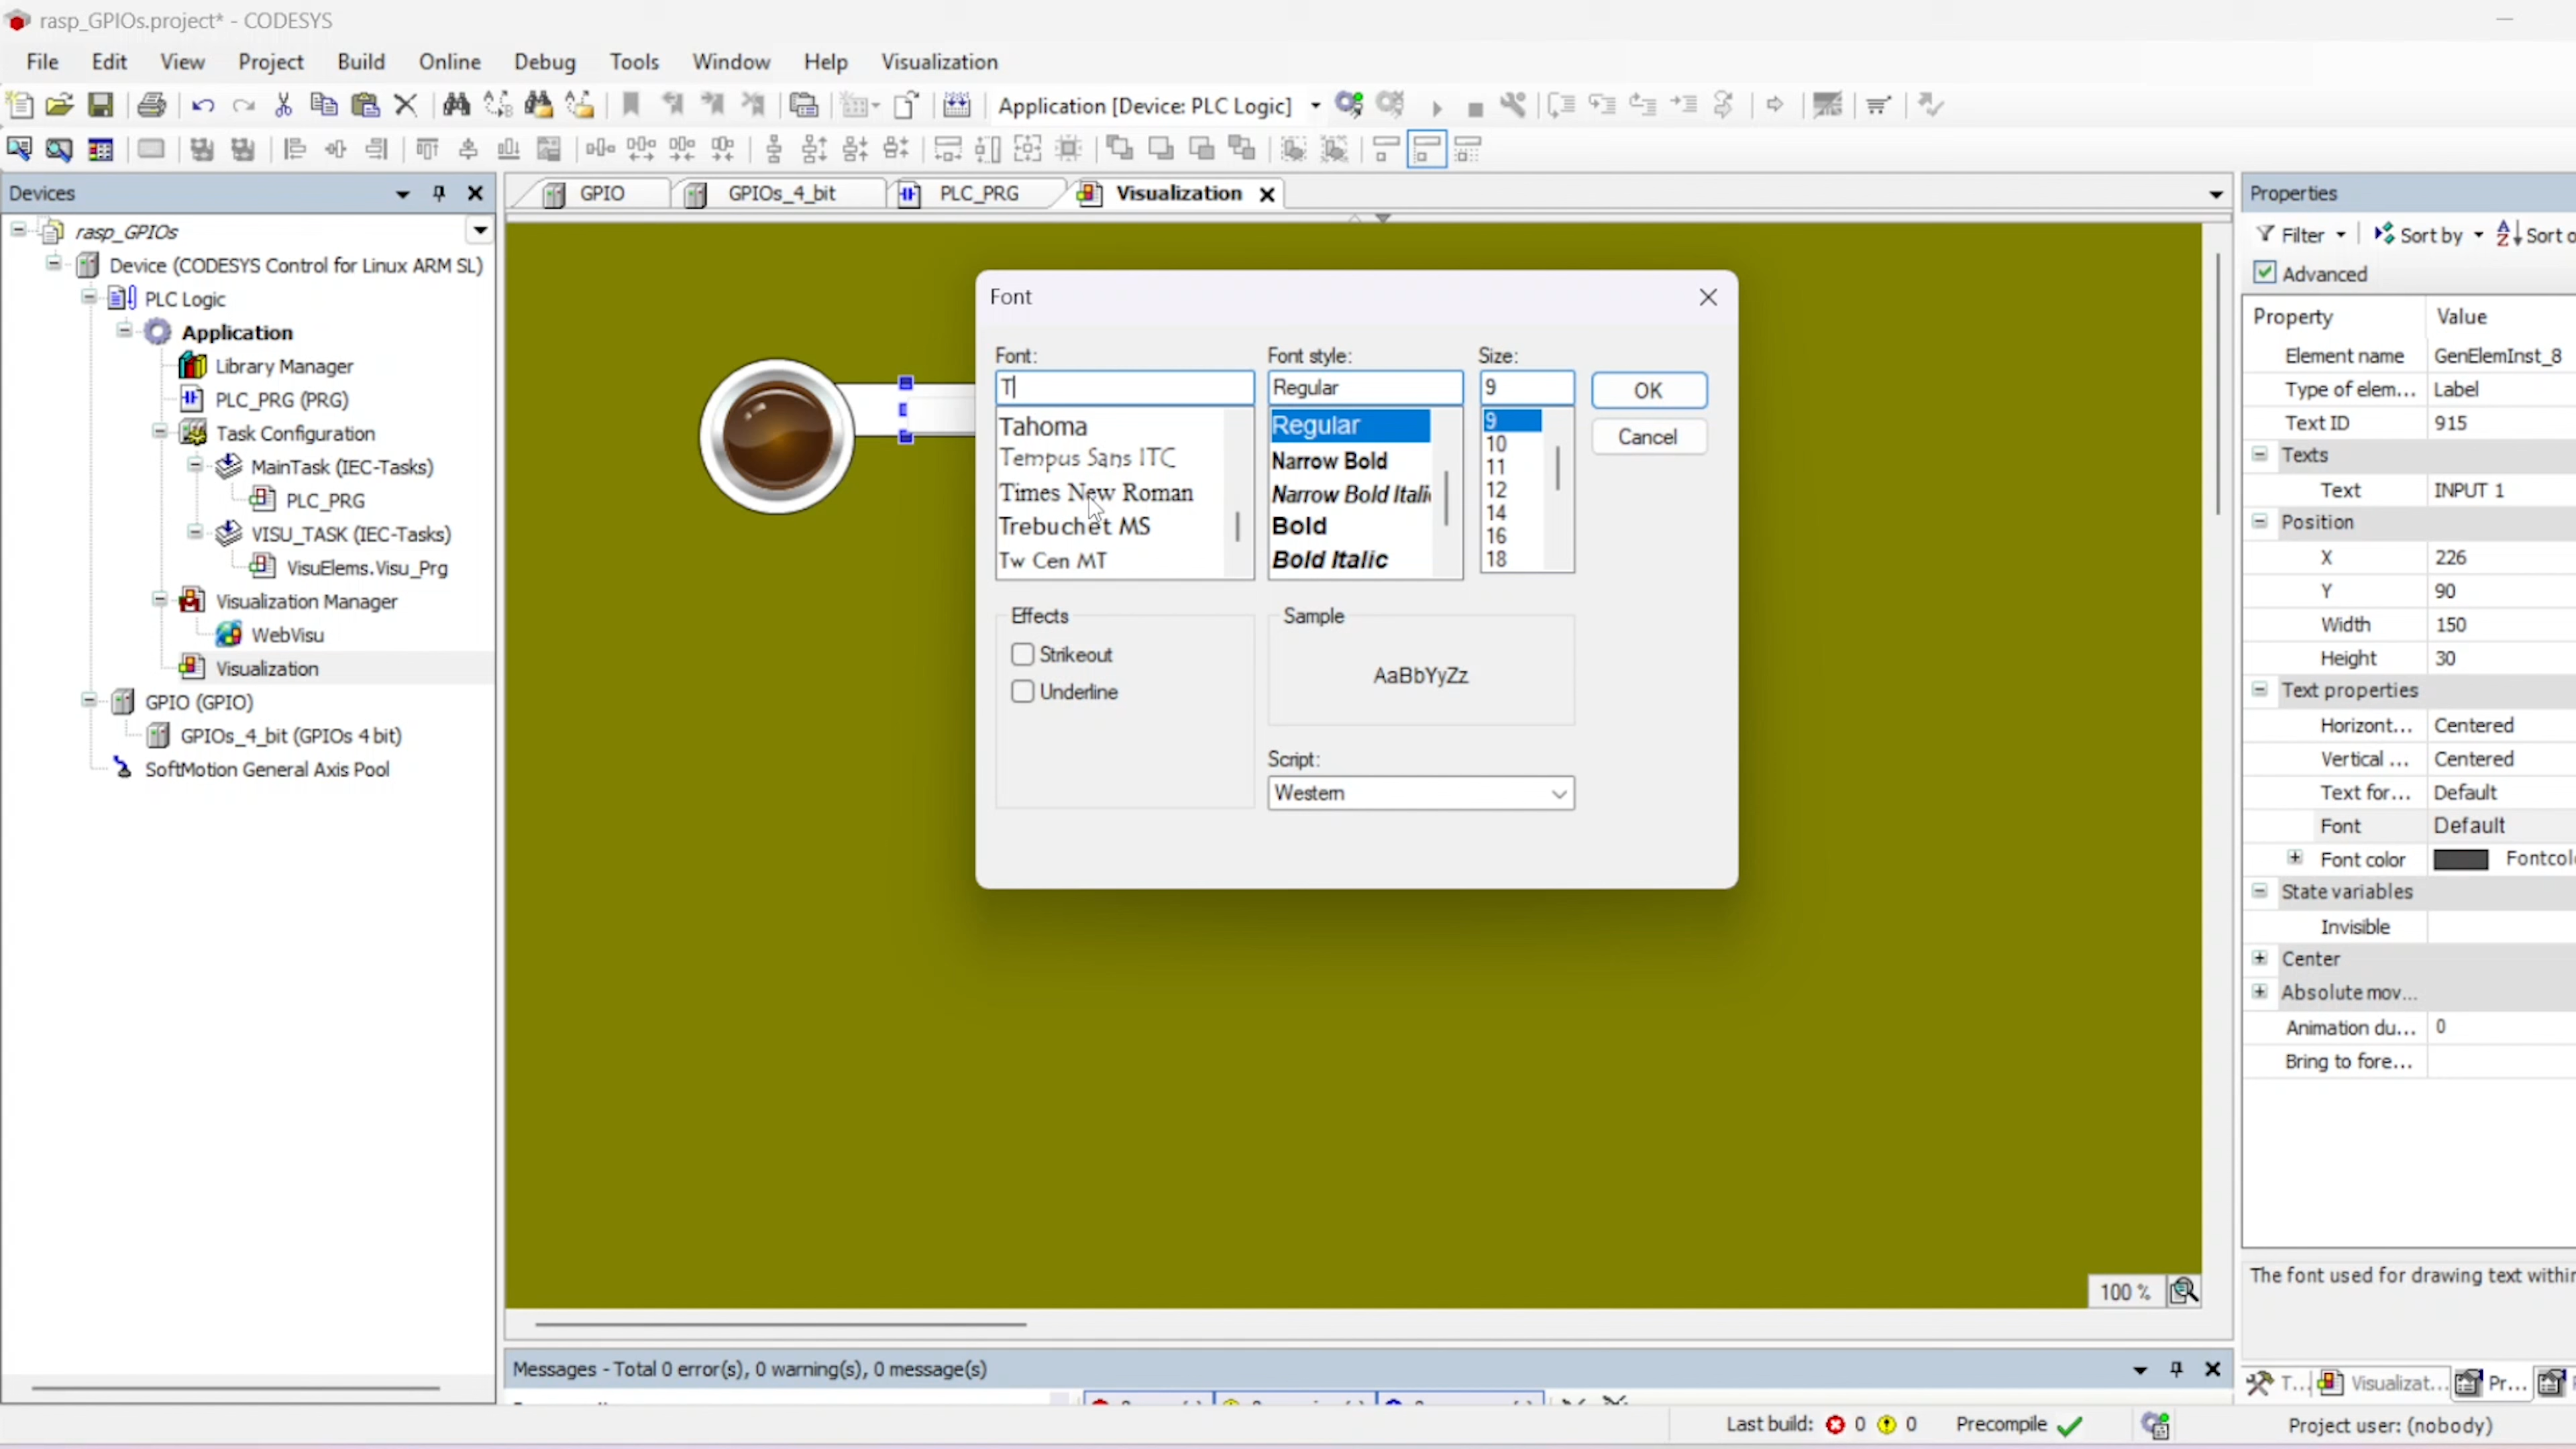 rasp_GPIOs.project* - CODESYS
File Edit View Project Build Online Debug Tools Window Help Visualization
Application [Device: PLC Logic]
Devices
rasp_GPIOs
Device (CODESYS Control for Linux ARM SL)
PLC Logic
Application
Library Manager
PLC_PRG (PRG)
Task Configuration
MainTask (IEC-Tasks)
PLC_PRG
VISU_TASK (IEC-Tasks)
VisuElems.Visu_Prg
Visualization Manager
WebVisu
Visualization
GPIO (GPIO)
GPIOs_4_bit (GPIOs 4 bit)
SoftMotion General Axis Pool
GPIO GPIOs_4_bit PLC_PRG Visualization
Font
Font: Font style: Size:
T Regular 9 OK
Tahoma Regular 9
Cancel
Tempus Sans ITC Narrow Bold 10
11
Times New Roman Narrow Bold Itali 12
Trebuchet MS Bold 14
16
Tw Cen MT Bold Italic 18
Effects Sample
Strikeout
Underline
AaBbYyZz
Script:
Western
100 %
Properties
Filter Sort by Sort o
Advanced
Property Value
Element name GenElemInst_8
Type of elem... Label
Text ID 915
Texts
Text INPUT 1
Position
X 226
Y 90
Width 150
Height 30
Text properties
Horizont... Centered
Vertical ... Centered
Text for... Default
Font Default
Font color Fontcol
State variables
Invisible
Center
Absolute mov...
Animation du... 0
Bring to fore...
The font used for drawing text within
T... Visualizat... Pr...
Messages - Total 0 error(s), 0 warning(s), 0 message(s)
Last build: 0 0 Precompile Project user: (nobody)